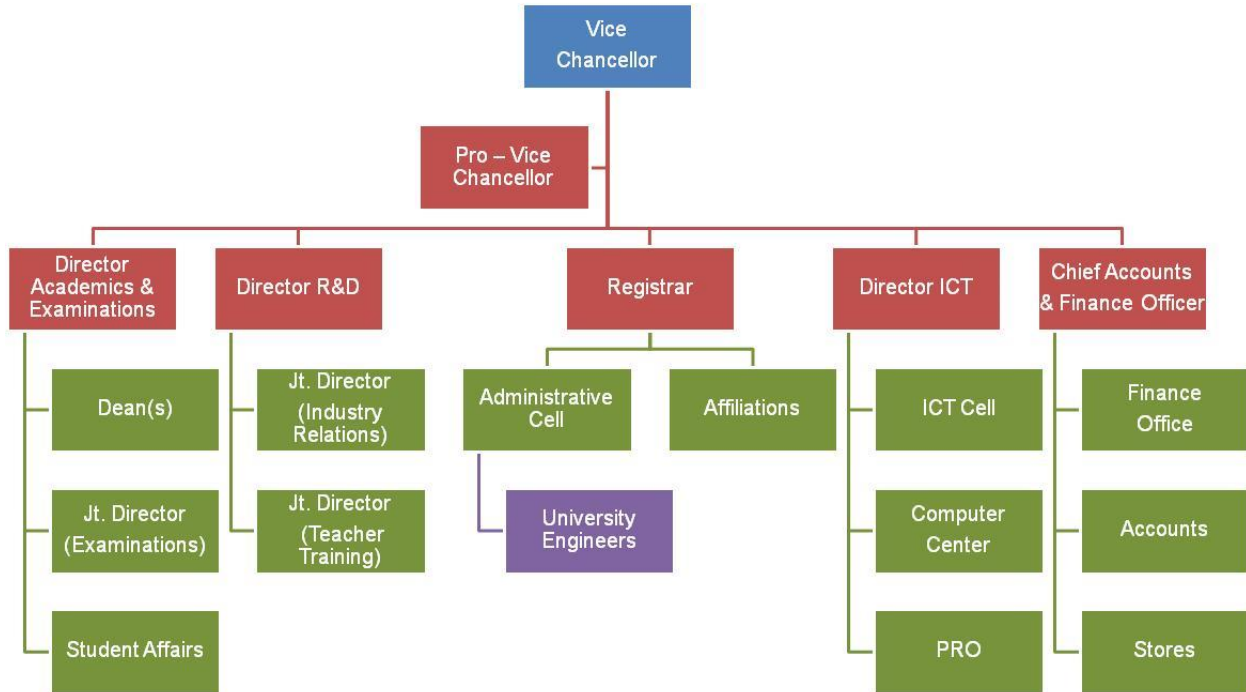 Vice
Chancellor
Pro – Vice
Chancellor
Director
Academics &
Examinations
Director R&D
Registrar
Director ICT
Chief Accounts
& Finance Officer
Dean(s)
Jt. Director
(Industry
Relations)
Administrative
Cell
Affiliations
ICT Cell
Finance
Office
Jt. Director
(Examinations)
Jt. Director
(Teacher
Training)
University
Engineers
Computer
Center
Accounts
Student Affairs
PRO
Stores